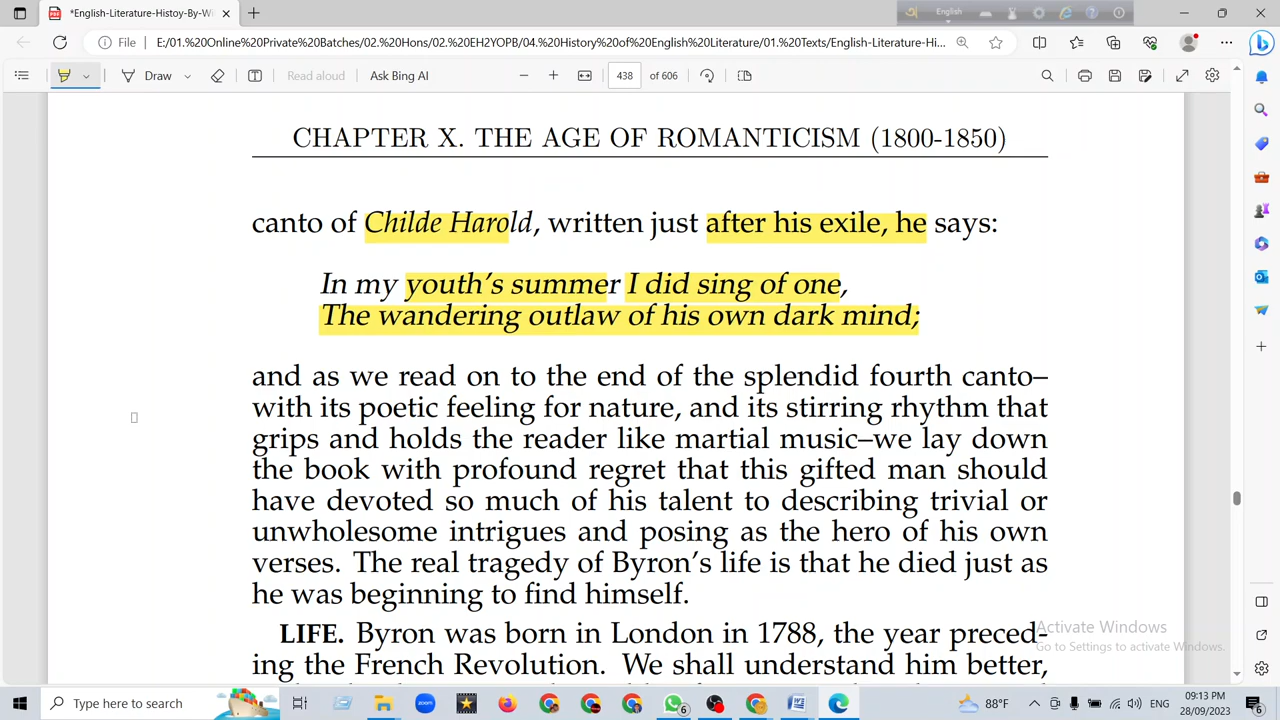 *English-Literature-Histoy-By-Wi
English
File
E:/01.%20Online%20Private%20Batches/02.%20Hons/02.%20EH2V0PB/04.%20History%20of%20English%20Literature/01.%20Texts/English-Literature-Hi...
Draw
Read aloud
Ask Bing AI
438
of 606
CHAPTER X. THE AGE OF ROMANTICISM (1800-1850)
canto of Childe Harold, written just after his exile, he says:
In my youth's summer I did sing of one,
The wandering outlaw of his own dark mind;
and as we read on to the end of the splendid fourth canto–
with its poetic feeling for nature, and its stirring rhythm that
grips and holds the reader like martial music–we lay down
the book with profound regret that this gifted man should
have devoted so much of his talent to describing trivial or
unwholesome intrigues and posing as the hero of his own
verses. The real tragedy of Byron's life is that he died just as
he was beginning to find himself.
LIFE. Byron was born in London in 1788, the year preced-
ing the French Revolution. We shall understand him better,
Activate Windows
Go to Settings to activate Windows.
Type here to search
zoom
6
88°F
ENG
09:13 PM
28/09/2023
6